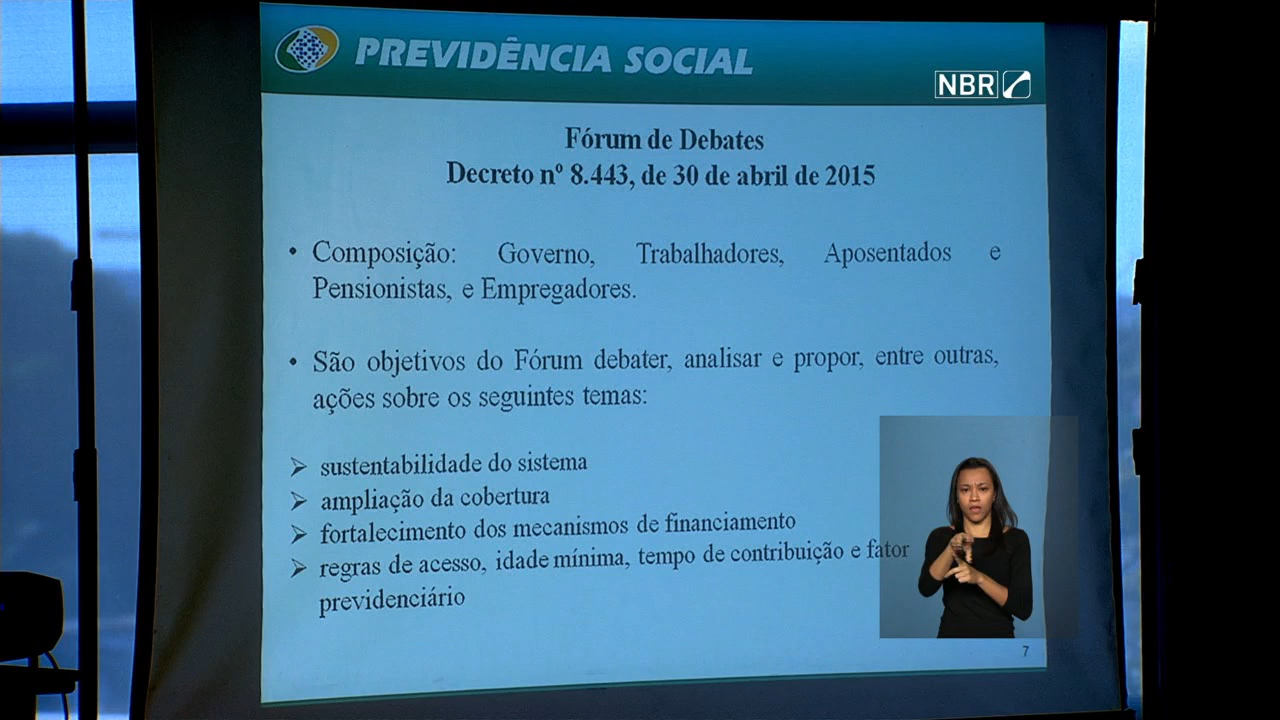 PREVIDÊNCIA SOCIAL
NBR
Fórum de Debates
Decreto nº 8.443, de 30 de abril de 2015
• Composição: Governo, Trabalhadores, Aposentados e
Pensionistas, e Empregadores.
• São objetivos do Fórum debater, analisar e propor, entre outras,
ações sobre os seguintes temas:
➢ sustentabilidade do sistema
➢ ampliação da cobertura
➢ fortalecimento dos mecanismos de financiamento
➢ regras de acesso, idade mínima, tempo de contribuição e fator
previdenciário
7